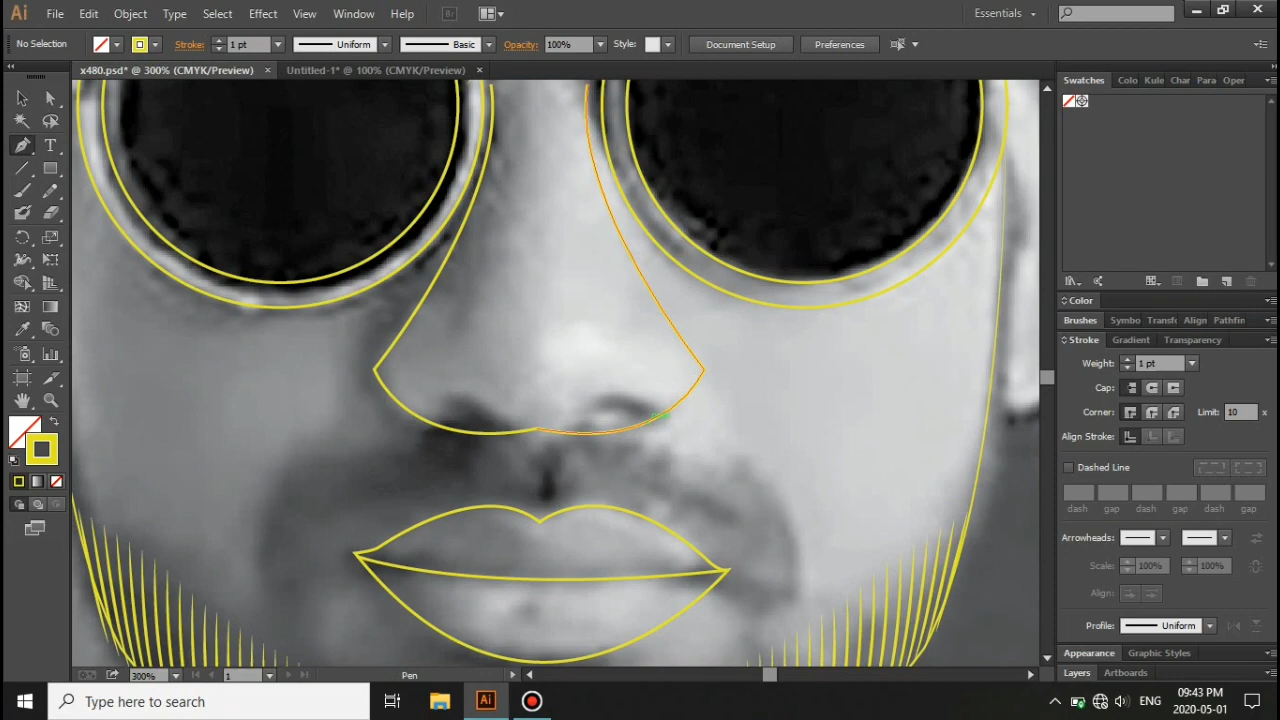 Ai File Edit Object Type Select Effect View Window Help Br Essentials
No Selection Stroke: 1 pt Uniform Basic Opacity: 100% Style: Document Setup Preferences
x480.psd* @ 300% (CMYK/Preview) × Untitled-1* @ 100% (CMYK/Preview) ×
Swatches Colo Kule Char Para Oper
Color
Brushes Symbo Transfo Align Pathfin
Stroke Gradient Transparency
Weight: 1 pt
Cap:
Corner: Limit: 10 x
Align Stroke:
Dashed Line
dash gap dash gap dash gap
Arrowheads:
Scale: 100% 100%
Align:
Profile: Uniform
Appearance Graphic Styles
Layers Artboards
300% 1 Pen
Type here to search Ai ENG 09:43 PM
2020-05-01